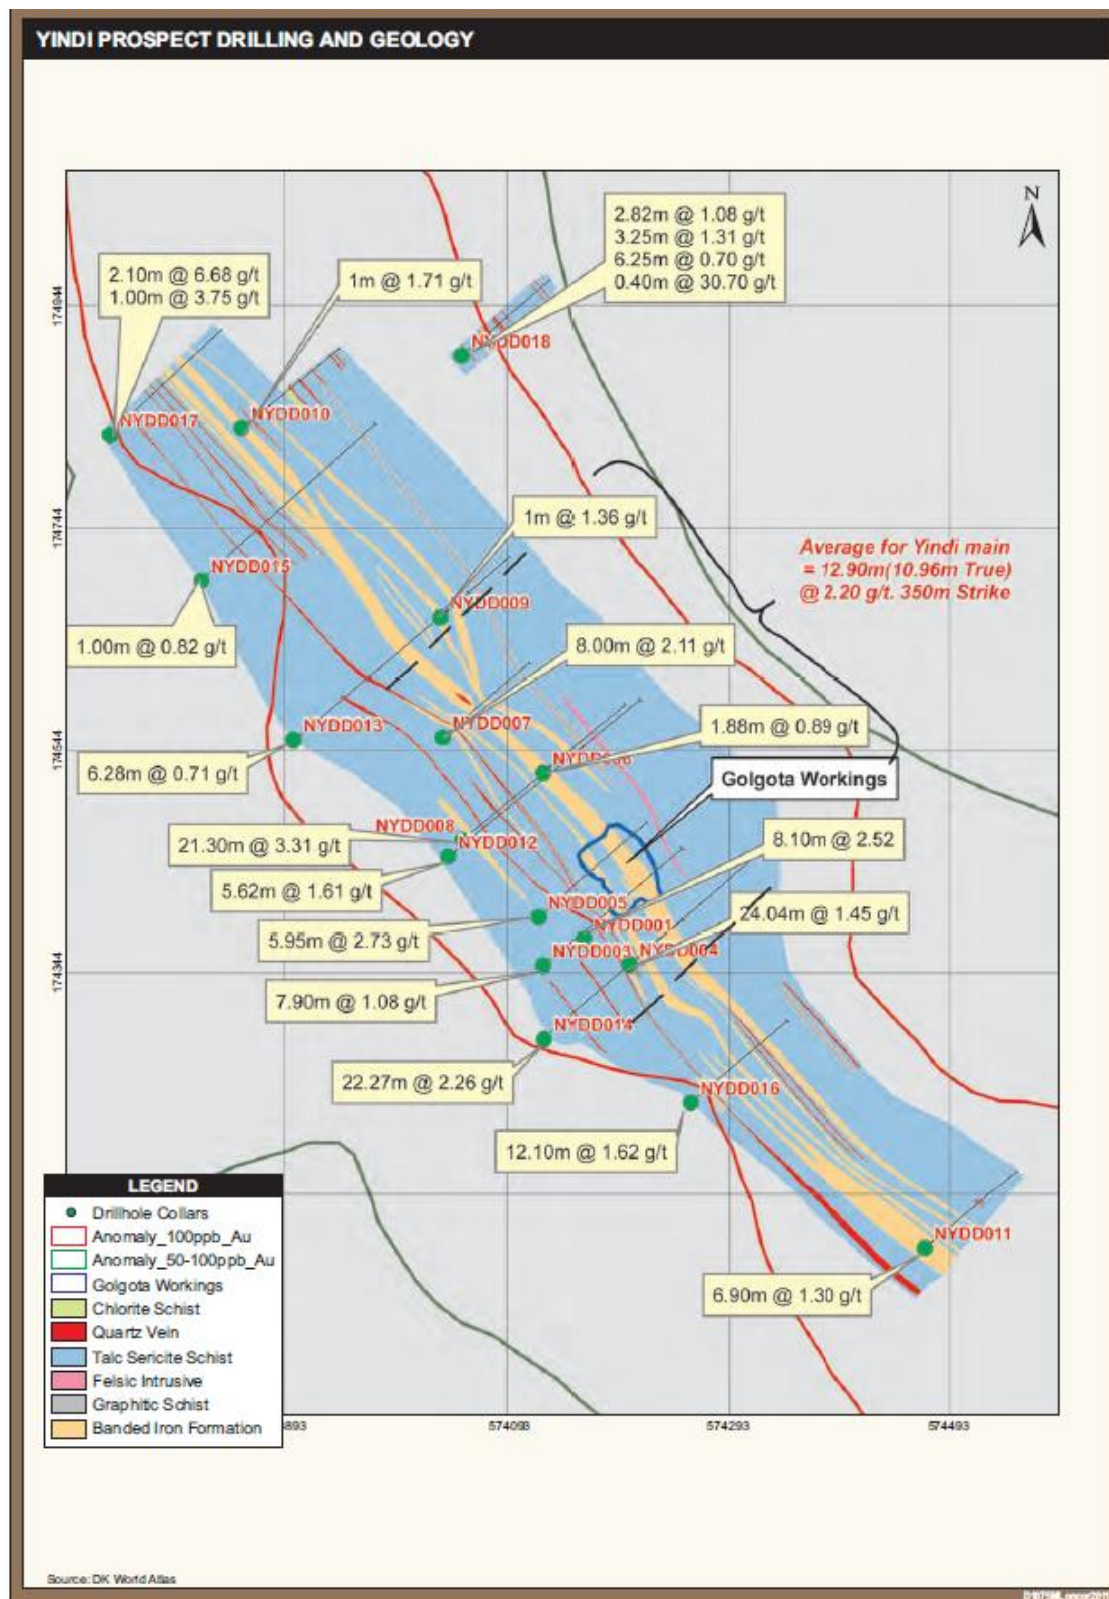 YINDI PROSPECT DRILLING AND GEOLOGY
N
2.82m @ 1.08 g/t
3.25m @ 1.31 g/t
6.25m @ 0.70 g/t
0.40m @ 30.70 g/t
2.10m @ 6.68 g/t
1.00m @ 3.75 g/t
1m @ 1.71 g/t
174944
NYDD018
NYDD017
NYDD010
1m @ 1.36 g/t
174744
Average for Yindi main
= 12.90m(10.96m True)
@ 2.20 g/t. 350m Strike
NYDD015
NYDD009
1.00m @ 0.82 g/t
8.00m @ 2.11 g/t
NYDD013
NYDD007
1.88m @ 0.89 g/t
174544
6.28m @ 0.71 g/t
Golgota Workings
NYDD008
NYDD012
21.30m @ 3.31 g/t
8.10m @ 2.52
5.62m @ 1.61 g/t
NYDD005
24.04m @ 1.45 g/t
NYDD001
5.95m @ 2.73 g/t
NYDD003
NYDD004
174344
7.90m @ 1.08 g/t
NYDD014
22.27m @ 2.26 g/t
NYDD016
12.10m @ 1.62 g/t
NYDD011
6.90m @ 1.30 g/t
LEGEND
Drillhole Collars
Anomaly_100ppb_Au
Anomaly_50-100ppb_Au
Golgota Workings
Chlorite Schist
Quartz Vein
Talc Sericite Schist
Felsic Intrusive
Graphitic Schist
Banded Iron Formation
893
574093
574293
574493
Source: DK World Atlas